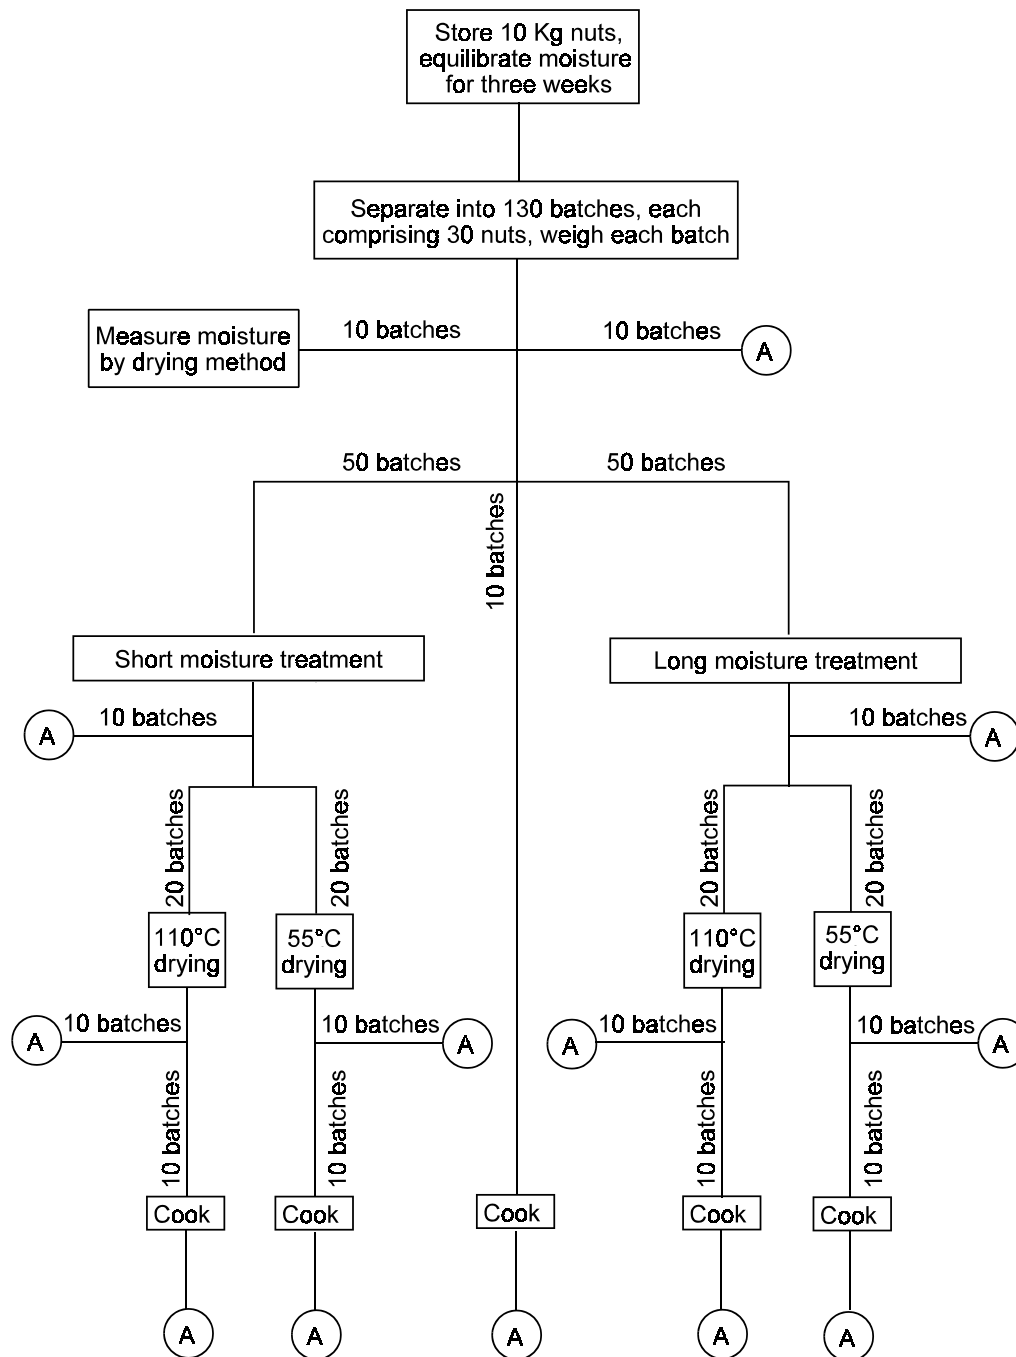 Store 10 Kg nuts,
equilibrate moisture
for three weeks
Separate into 130 batches, each
comprising 30 nuts, weigh each batch
Measure moisture
by drying method
10 batches
10 batches
A
50 batches
50 batches
10 batches
Short moisture treatment
Long moisture treatment
A
10 batches
10 batches
A
20 batches
20 batches
20 batches
20 batches
110°C
drying
55°C
drying
110°C
drying
55°C
drying
A
10 batches
10 batches
A
A
10 batches
10 batches
A
10 batches
10 batches
10 batches
10 batches
Cook
Cook
Cook
Cook
Cook
A
A
A
A
A